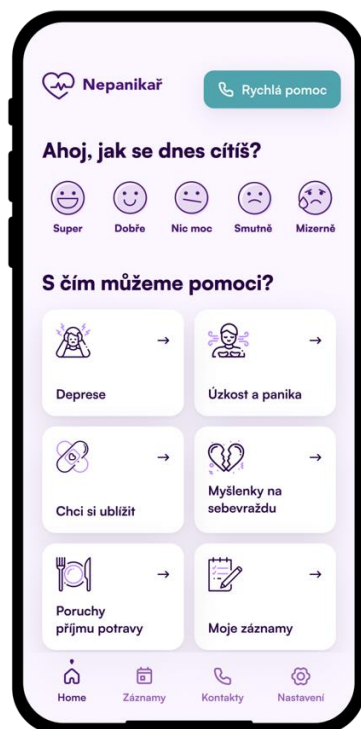 Nepanikař
Rychlá pomoc
Ahoj, jak se dnes cítíš?
Super
Dobře
Nic moc
Smutně
Mizerně
S čím můžeme pomoci?
Deprese
Úzkost a panika
Chci si ublížit
Myšlenky na
sebevraždu
Poruchy
příjmu potravy
Moje záznamy
Home
Záznamy
Kontakty
Nastavení